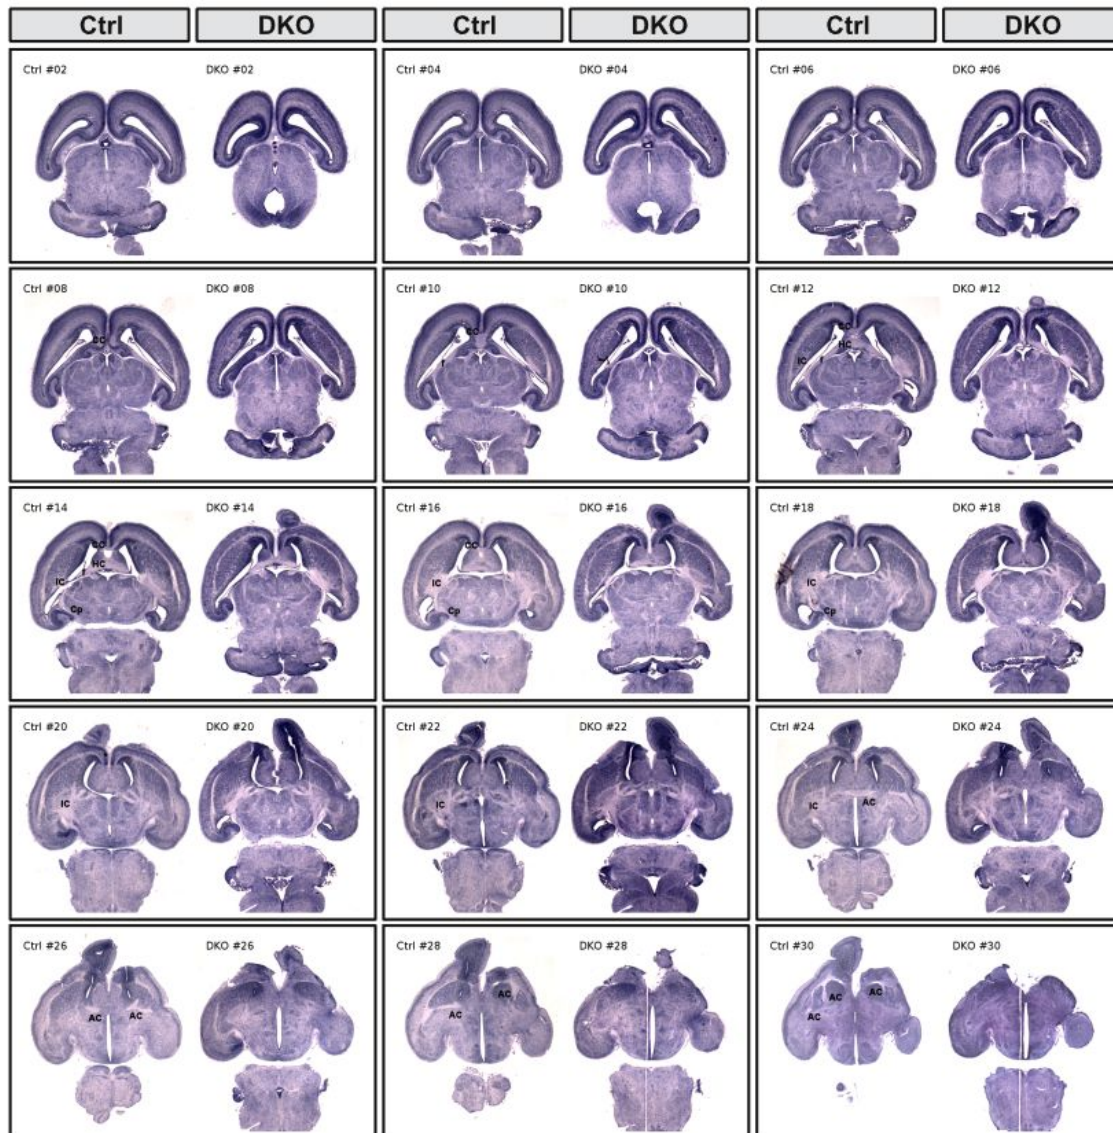 Ctrl DKO Ctrl DKO Ctrl DKO
Ctrl #02 DKO #02 Ctrl #04 DKO #04 Ctrl #06 DKO #06
Ctrl #08 DKO #08 Ctrl #10 DKO #10 Ctrl #12 DKO #12
CC CC CC
HC
IC f
f
Ctrl #14 DKO #14 Ctrl #16 DKO #16 Ctrl #18 DKO #18
CC CC
HC
f
IC IC IC
Cp Cp Cp
Ctrl #20 DKO #20 Ctrl #22 DKO #22 Ctrl #24 DKO #24
IC IC IC AC
Ctrl #26 DKO #26 Ctrl #28 DKO #28 Ctrl #30 DKO #30
AC AC AC AC AC
AC